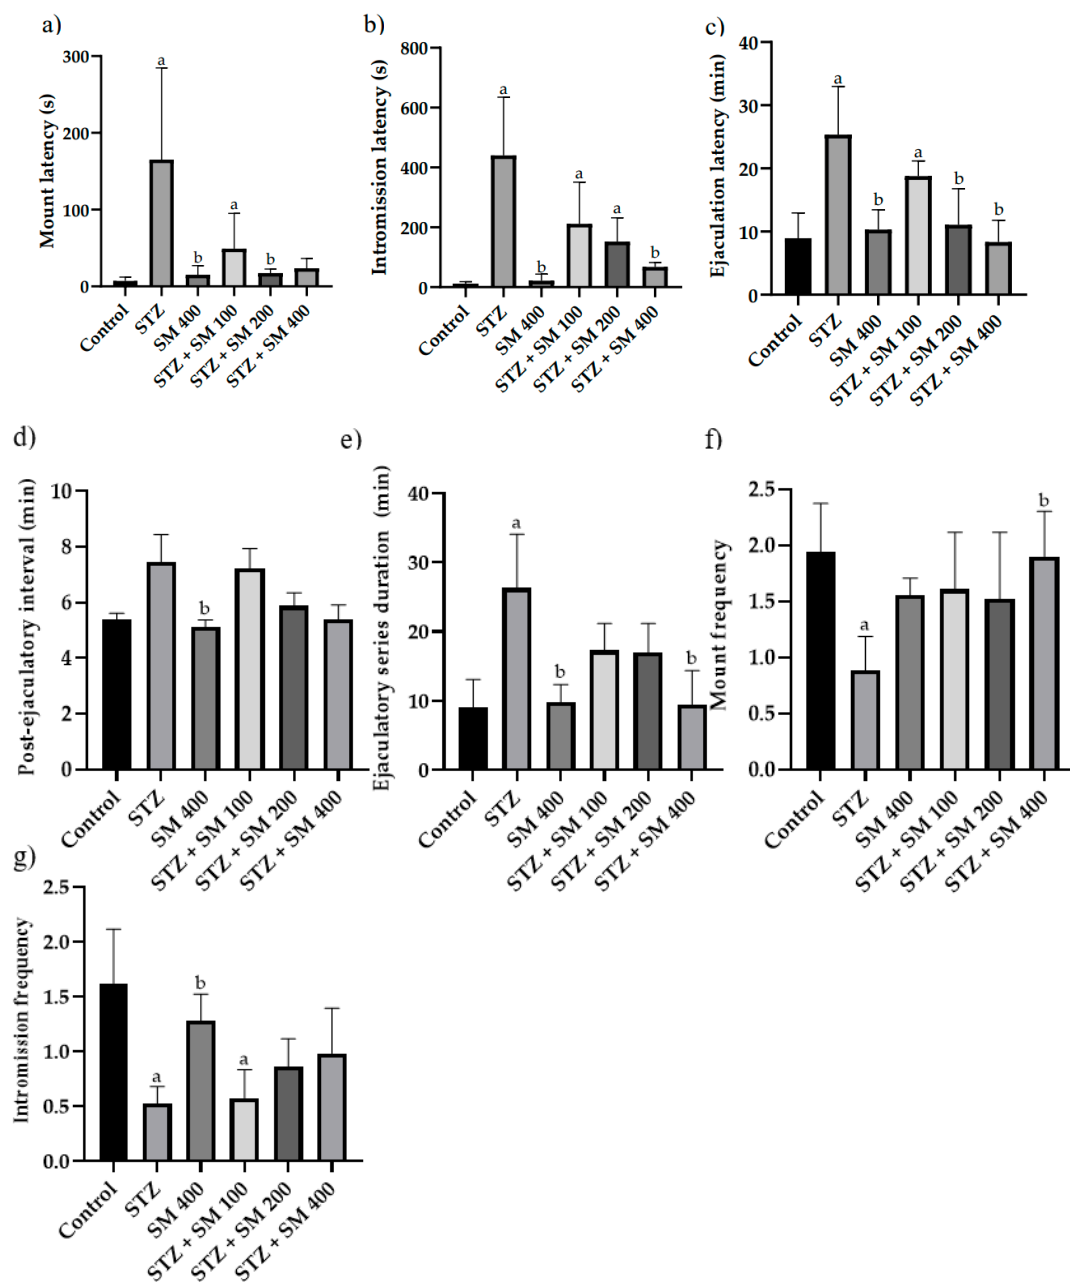 a)
Mount latency (s)
300
200
100
0
a
b
a
b
Control
STZ
SM 400
STZ + SM 100
STZ + SM 200
STZ + SM 400
b)
Intromission latency (s)
800
600
400
200
0
a
b
a
a
b
Control
STZ
SM 400
STZ + SM 100
STZ + SM 200
STZ + SM 400
c)
Ejaculation latency (min)
40
30
20
10
0
a
b
a
b
b
Control
STZ
SM 400
STZ + SM 100
STZ + SM 200
STZ + SM 400
d)
Post-ejaculatory interval (min)
10
8
6
4
2
0
b
Control
STZ
SM 400
STZ + SM 100
STZ + SM 200
STZ + SM 400
e)
Ejaculatory series duration (min)
40
30
20
10
0
a
b
b
Control
STZ
SM 400
STZ + SM 100
STZ + SM 200
STZ + SM 400
f)
Mount frequency
2.5
2.0
1.5
1.0
0.5
0.0
a
b
Control
STZ
SM 400
STZ + SM 100
STZ + SM 200
STZ + SM 400
g)
Intromission frequency
2.5
2.0
1.5
1.0
0.5
0.0
a
b
a
Control
STZ
SM 400
STZ + SM 100
STZ + SM 200
STZ + SM 400